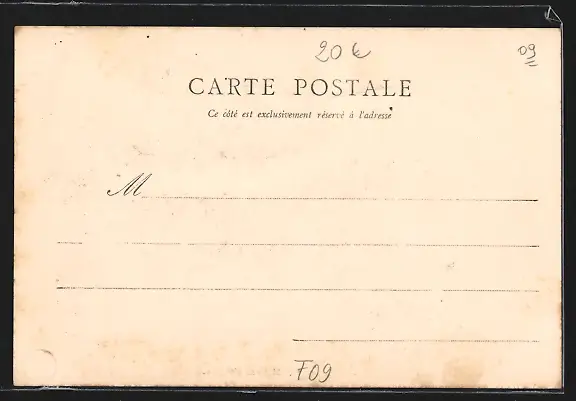 20 €
09
CARTE POSTALE
Ce côté est exclusivement réservé à l'adresse
M
F09